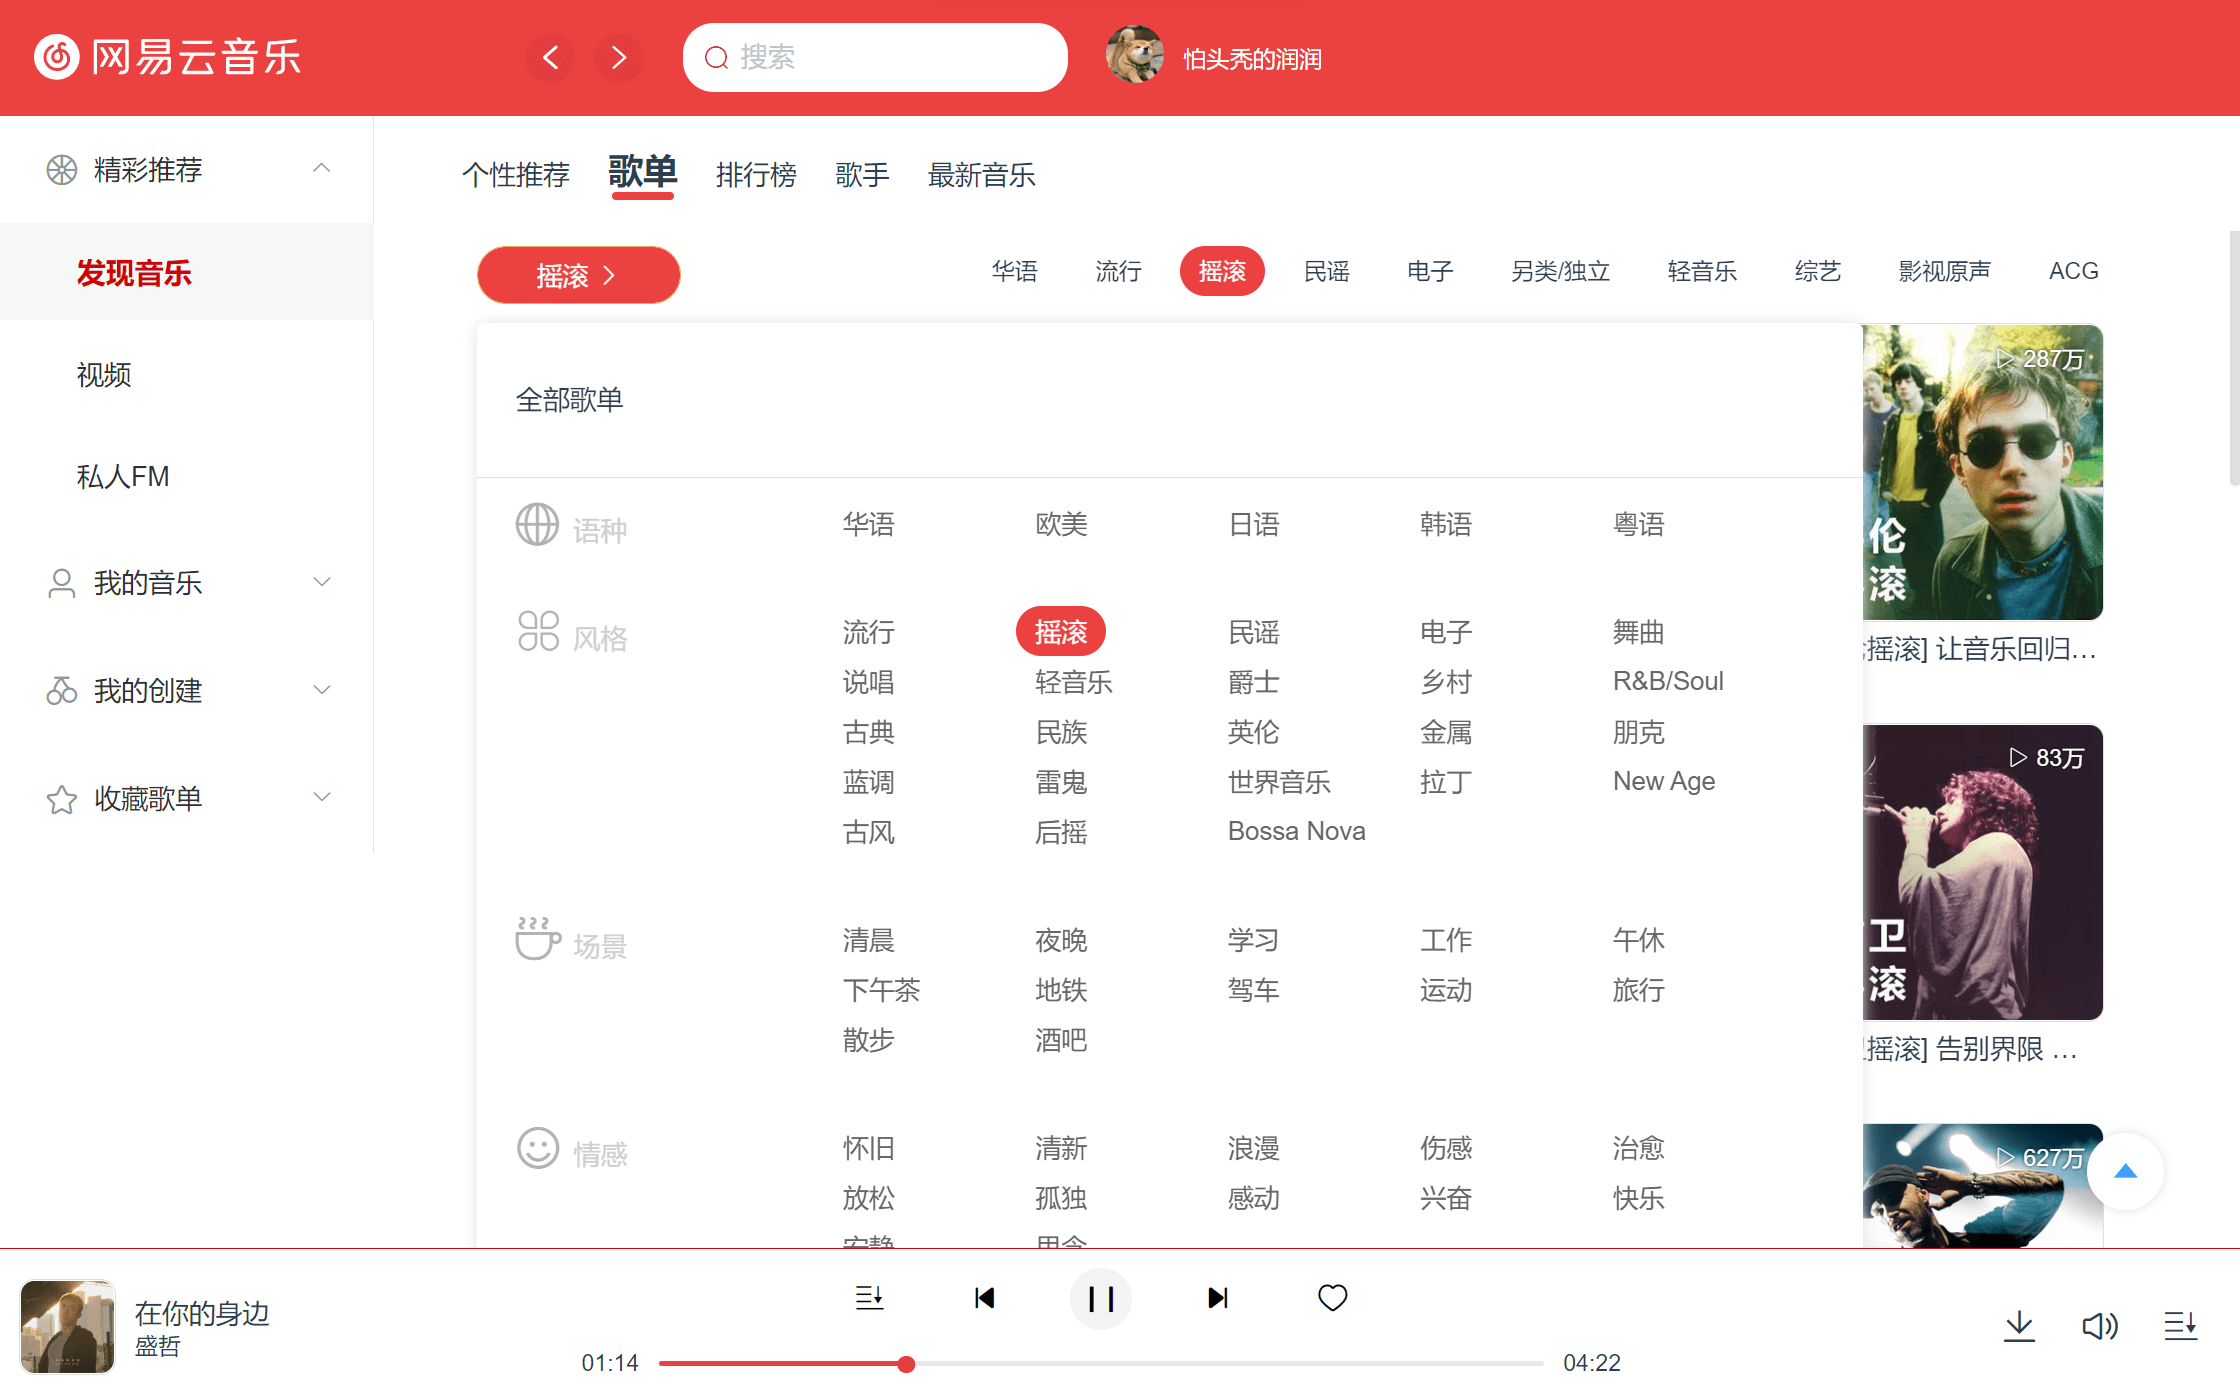 网易云音乐
搜索
怕头秃的润润
精彩推荐
发现音乐
视频
私人FM
我的音乐
我的创建
收藏歌单
个性推荐 歌单 排行榜 歌手 最新音乐
摇滚
华语 流行 摇滚 民谣 电子 另类/独立 轻音乐 综艺 影视原声 ACG
全部歌单
语种
华语 欧美 日语 韩语 粤语
风格
流行 摇滚 民谣 电子 舞曲
说唱 轻音乐 爵士 乡村 R&B/Soul
古典 民族 英伦 金属 朋克
蓝调 雷鬼 世界音乐 拉丁 New Age
古风 后摇 Bossa Nova
场景
清晨 夜晚 学习 工作 午休
下午茶 地铁 驾车 运动 旅行
散步 酒吧
情感
怀旧 清新 浪漫 伤感 治愈
放松 孤独 感动 兴奋 快乐
287万
伦
滚
摇滚] 让音乐回归…
83万
卫
滚
摇滚] 告别界限 …
627万
在你的身边
盛哲
01:14
04:22